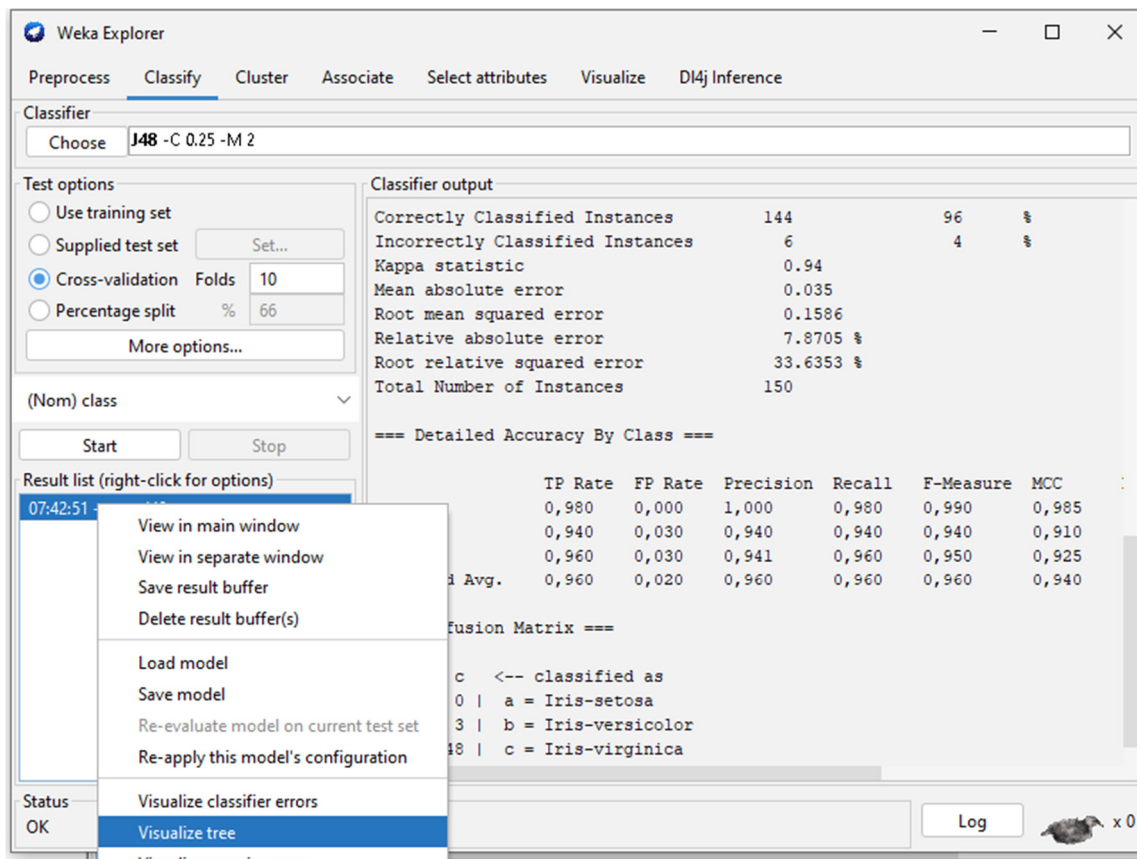 Weka Explorer
Preprocess Classify Cluster Associate Select attributes Visualize Dl4j Inference
Classifier
Choose J48 -C 0.25 -M 2
Test options
Use training set
Supplied test set Set...
Cross-validation Folds 10
Percentage split % 66
More options...
(Nom) class
Start Stop
Result list (right-click for options)
07:42:51 -
View in main window
View in separate window
Save result buffer
Delete result buffer(s)
Load model
Save model
Re-evaluate model on current test set
Re-apply this model's configuration
Visualize classifier errors
Visualize tree
Classifier output
Correctly Classified Instances 144 96 %
Incorrectly Classified Instances 6 4 %
Kappa statistic 0.94
Mean absolute error 0.035
Root mean squared error 0.1586
Relative absolute error 7.8705 %
Root relative squared error 33.6353 %
Total Number of Instances 150
=== Detailed Accuracy By Class ===
TP Rate FP Rate Precision Recall F-Measure MCC
0,980 0,000 1,000 0,980 0,990 0,985
0,940 0,030 0,940 0,940 0,940 0,910
0,960 0,030 0,941 0,960 0,950 0,925
d Avg. 0,960 0,020 0,960 0,960 0,960 0,940
fusion Matrix ===
c <-- classified as
0 | a = Iris-setosa
3 | b = Iris-versicolor
48 | c = Iris-virginica
Status
OK
Log
x 0